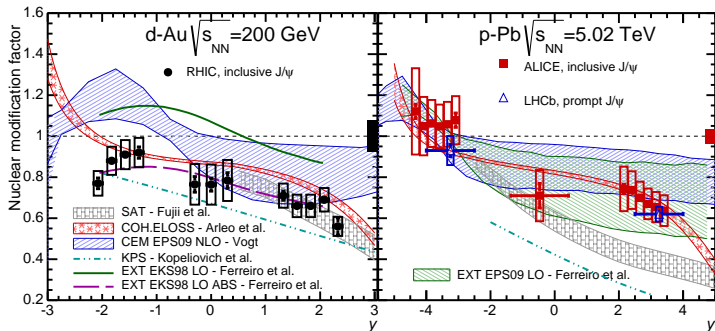 Nuclear modification factor
1.6
1.4
1.2
1
0.8
0.6
0.4
0.2
d-Au √s_NN =200 GeV
RHIC, inclusive J/ψ
SAT - Fujii et al.
COH.ELOSS - Arleo et al.
CEM EPS09 NLO - Vogt
KPS - Kopeliovich et al.
EXT EKS98 LO - Ferreiro et al.
EXT EKS98 LO ABS - Ferreiro et al.
-3 -2 -1 0 1 2 3
y
p-Pb √s_NN =5.02 TeV
ALICE, inclusive J/ψ
LHCb, prompt J/ψ
EXT EPS09 LO - Ferreiro et al.
-4 -2 0 2 4
y